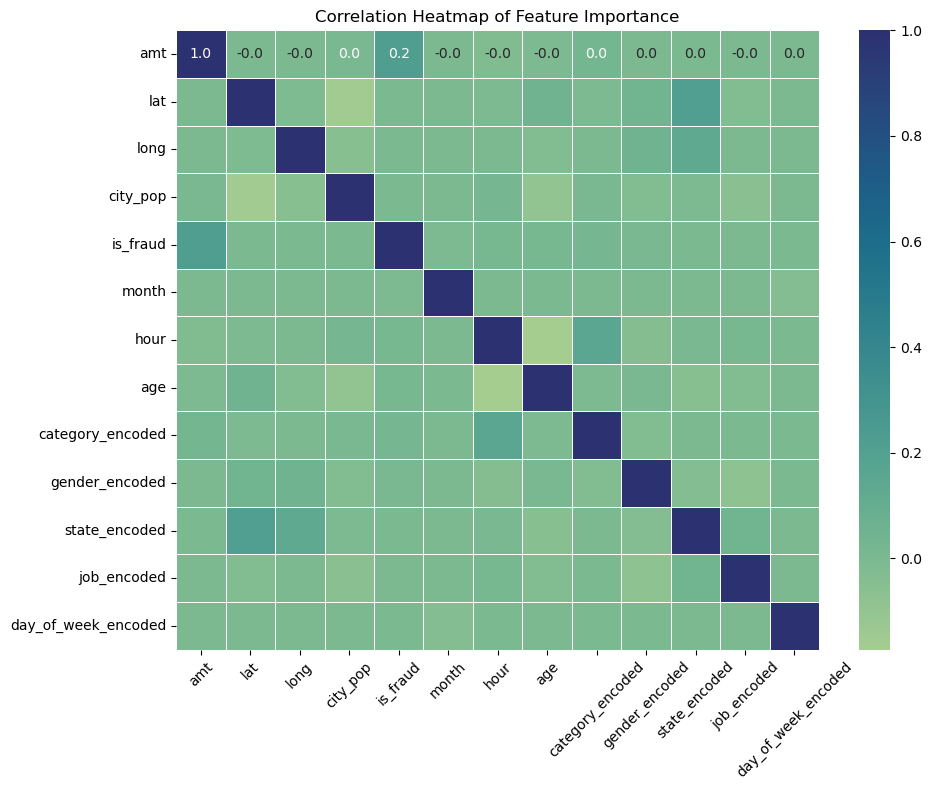 Correlation Heatmap of Feature Importance
amt 1.0 -0.0 -0.0 0.0 0.2 -0.0 -0.0 -0.0 0.0 0.0 0.0 -0.0 0.0
lat
long
city_pop
is_fraud
month
hour
age
category_encoded
gender_encoded
state_encoded
job_encoded
day_of_week_encoded
amt lat long city_pop is_fraud month hour age category_encoded gender_encoded state_encoded job_encoded day_of_week_encoded
1.0
0.8
0.6
0.4
0.2
0.0